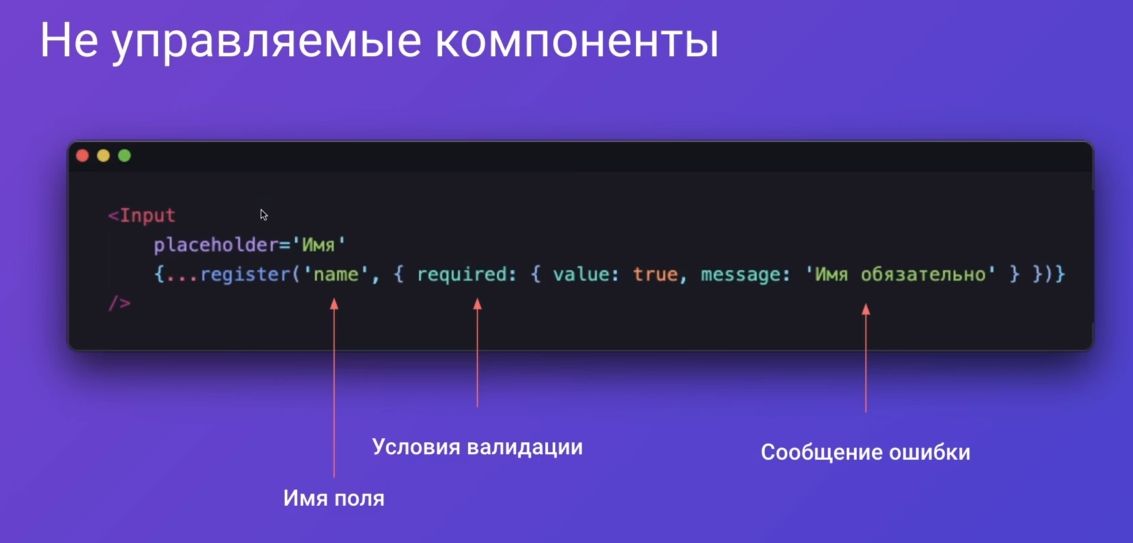 Не управляемые компоненты
<Input
placeholder='Имя'
{...register('name', { required: { value: true, message: 'Имя обязательно' } })}
/>
Условия валидации
Сообщение ошибки
Имя поля